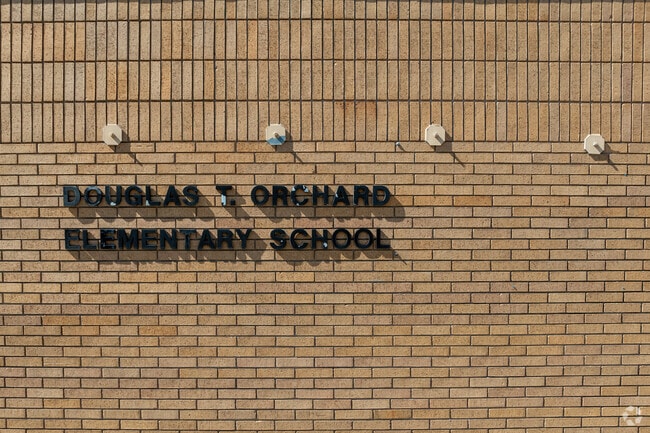 DOUGLAS T. ORCHARD
ELEMENTARY SCHOOL